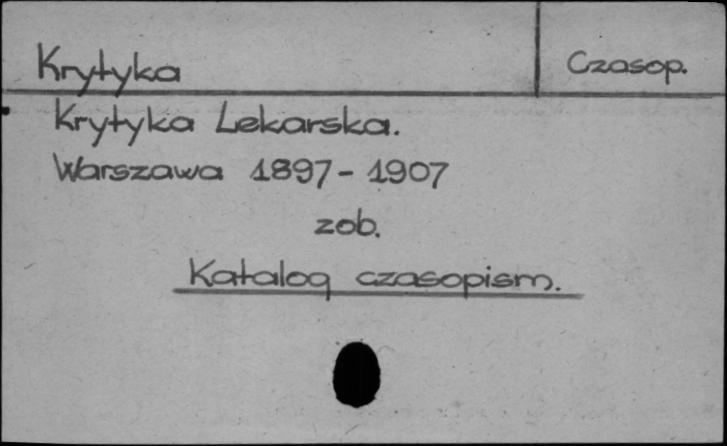 Krytyka
Czasop.
Krytyka Lekarska.
Warszawa 1897-1907
zob.
Katalog czasopism.